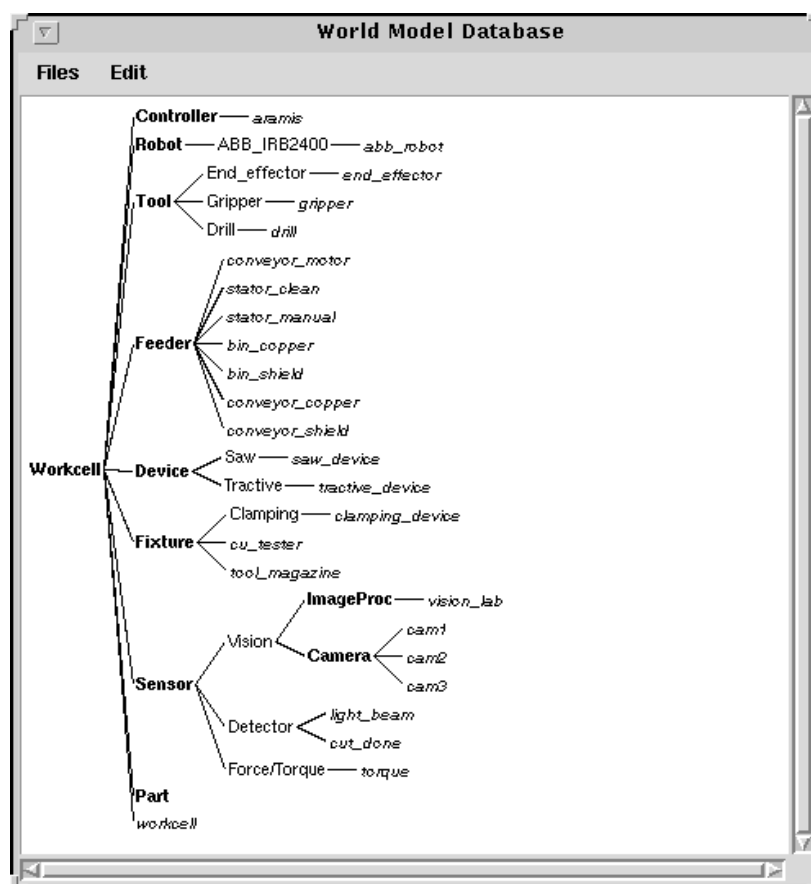 World Model Database
Files Edit
Controller aramis
Robot ABB_IRB2400 abb_robot
End_effector end_effector
Tool Gripper gripper
Drill drill
conveyor_motor
stator_clean
stator_manual
Feeder bin_copper
bin_shield
conveyor_copper
conveyor_shield
Saw saw_device
Workcell Device
Tractive tractive_device
Clamping clamping_device
Fixture cu_tester
tool_magazine
ImageProc vision_lab
cam1
Vision
Camera cam2
cam3
Sensor
light_beam
Detector
cut_done
Force/Torque torque
Part
workcell